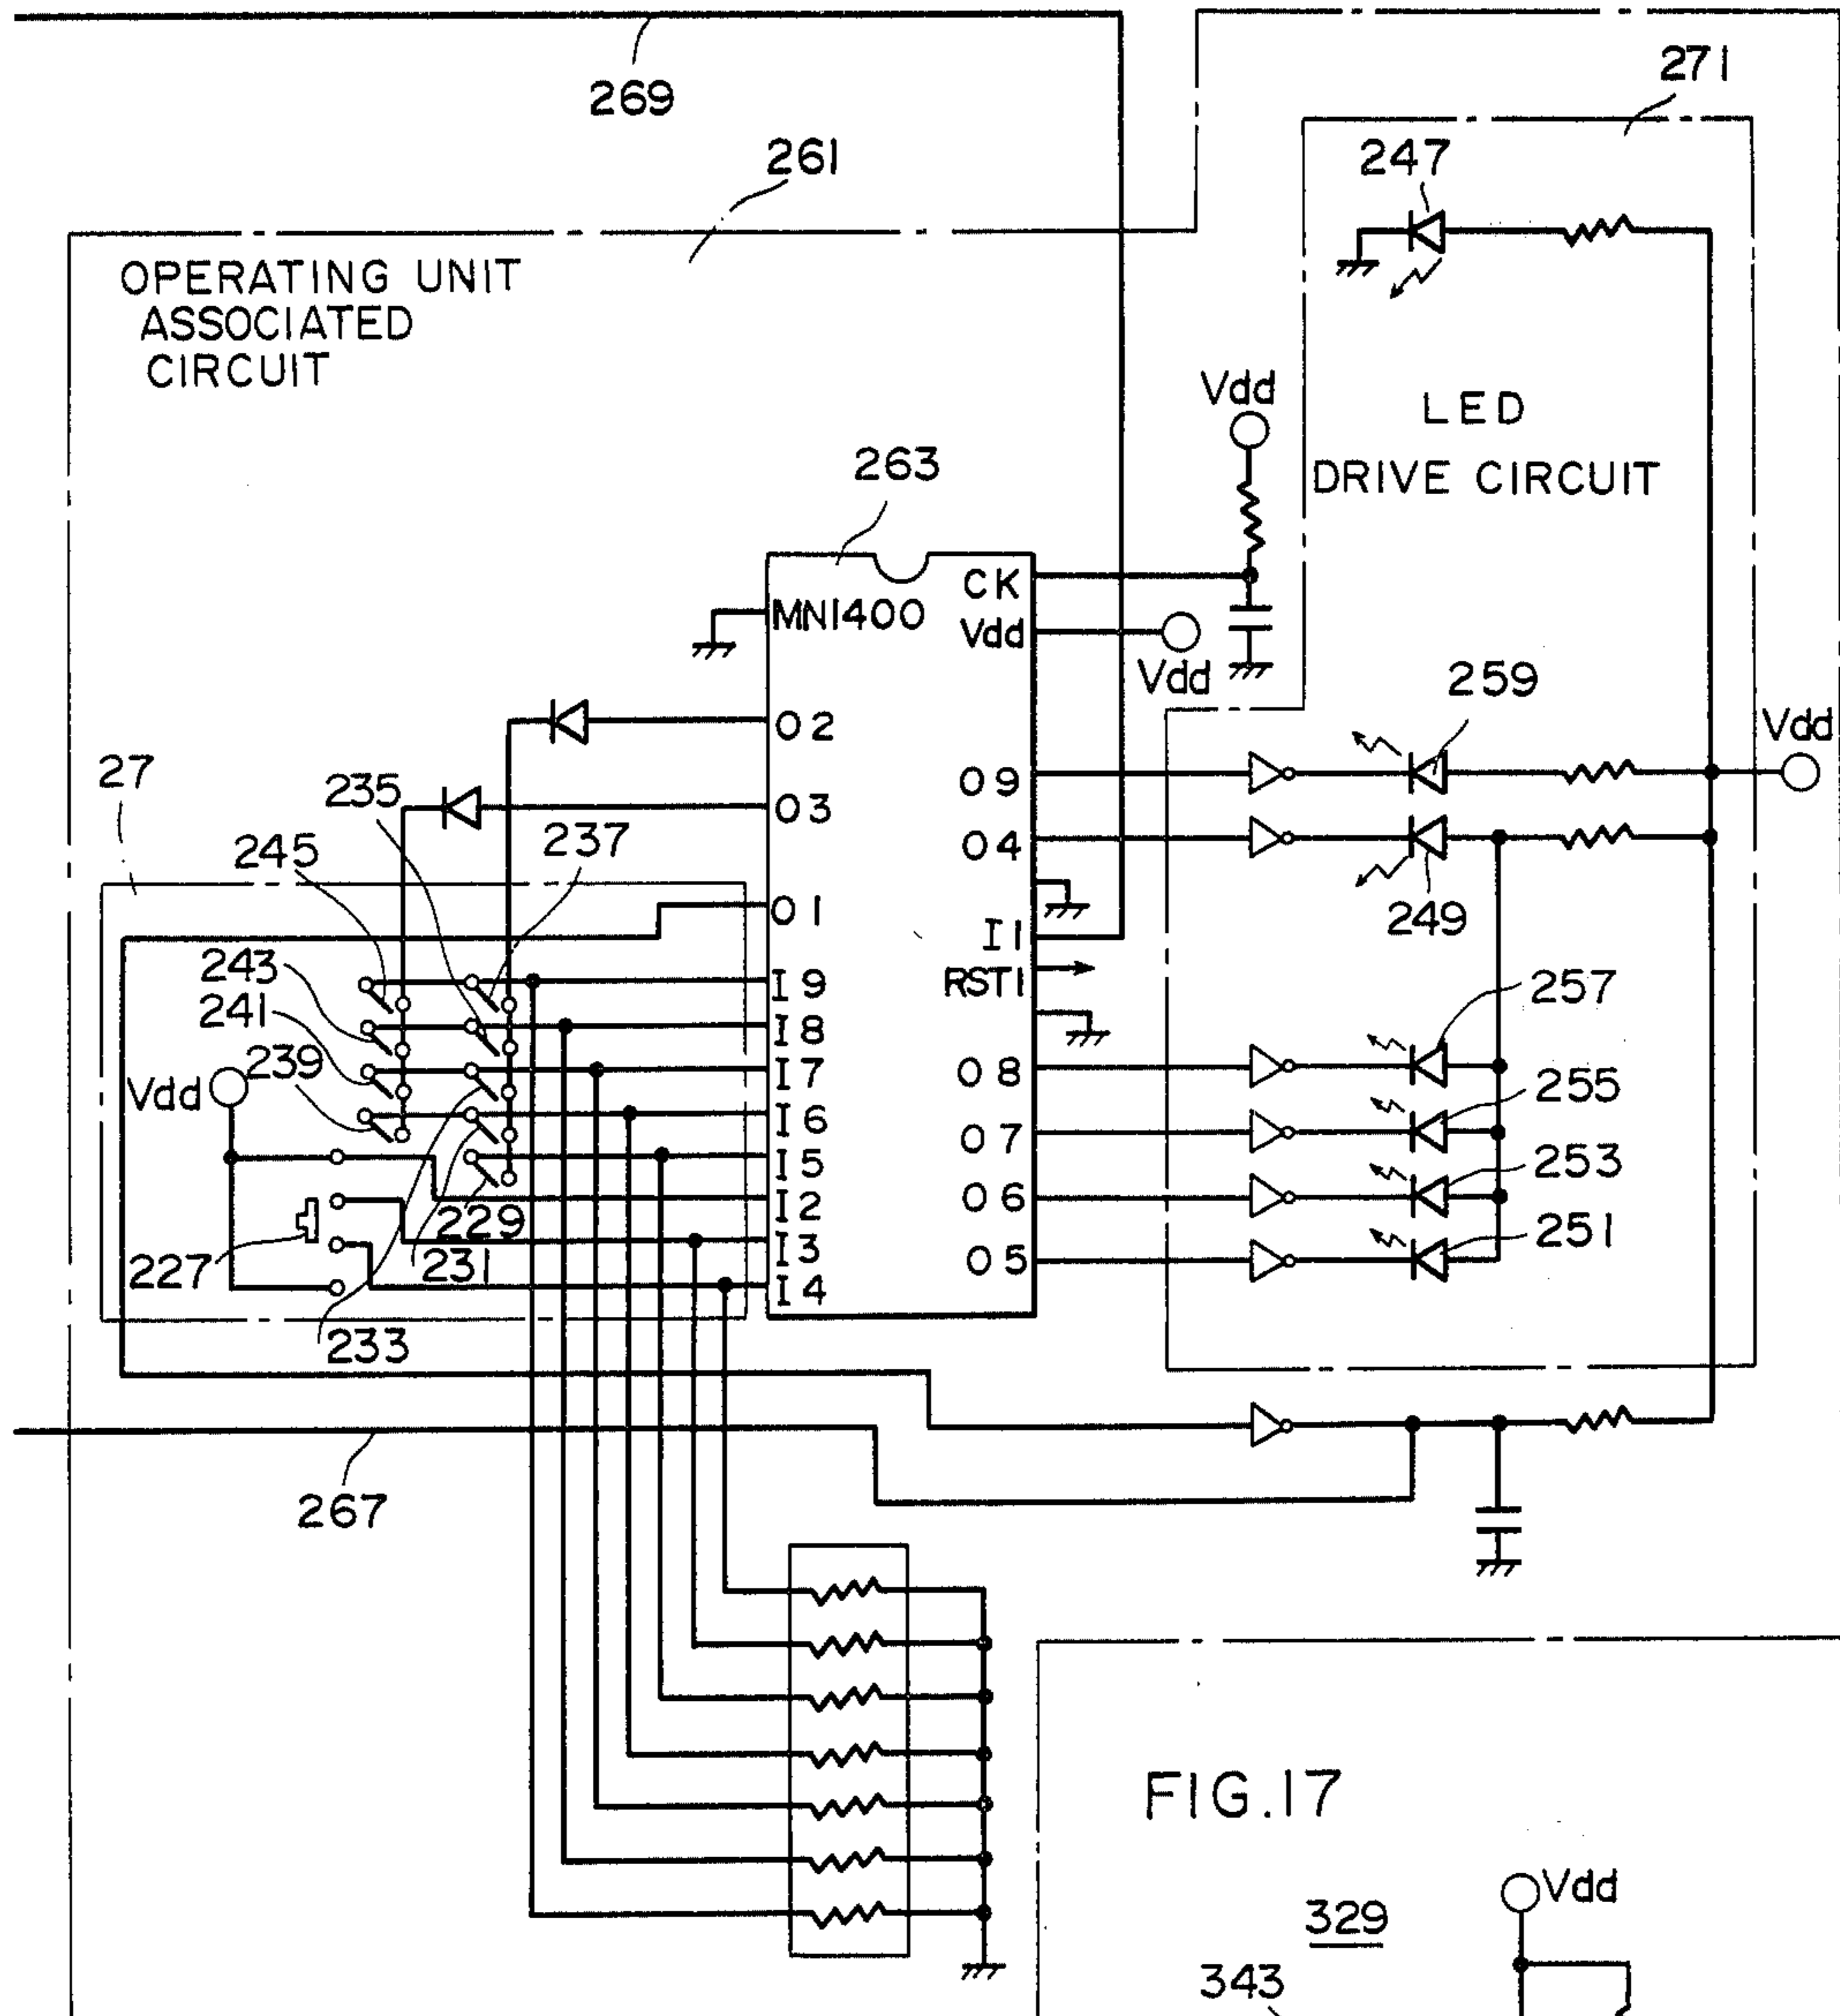 269
261
271
247
OPERATING UNIT
ASSOCIATED
CIRCUIT
Vdd
LED
DRIVE CIRCUIT
263
CK
MN1400
Vdd
Vdd
259
Vdd
O2
O9
27
235
O3
237
O4
245
249
O1
I1
243
I9
RST1
257
241
I8
239
I7
O8
Vdd
255
I6
O7
I5
253
I2
O6
229
251
227
231
I3
O5
I4
233
267
FIG.17
Vdd
329
343